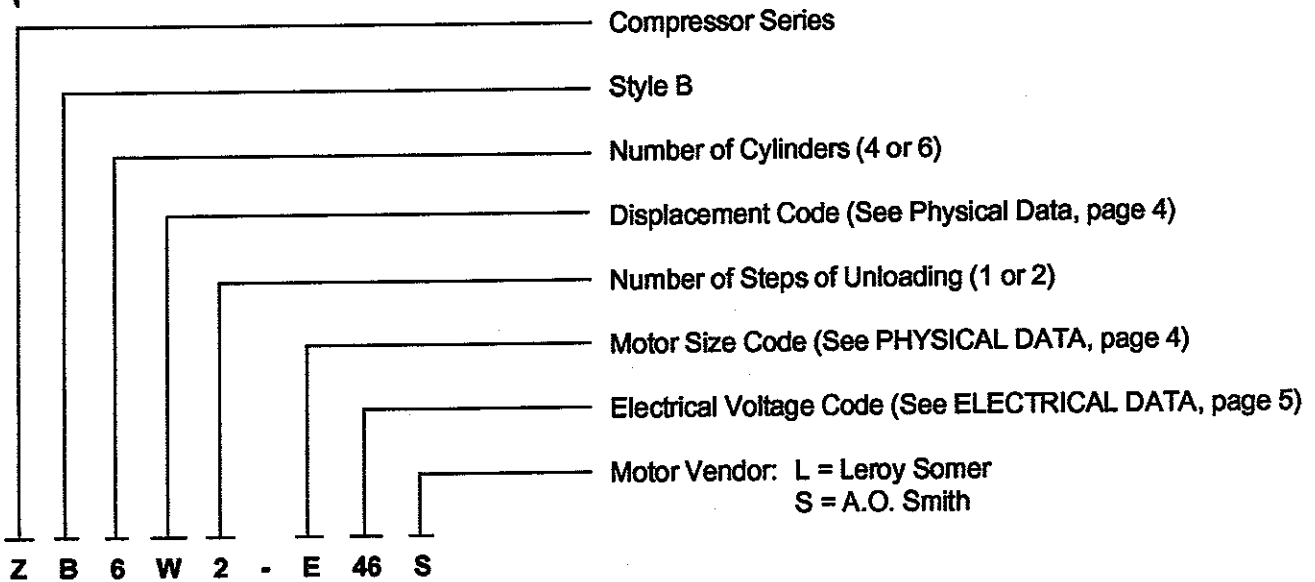 Compressor Series
Style B
Number of Cylinders (4 or 6)
Displacement Code (See Physical Data, page 4)
Number of Steps of Unloading (1 or 2)
Motor Size Code (See PHYSICAL DATA, page 4)
Electrical Voltage Code (See ELECTRICAL DATA, page 5)
Motor Vendor: L = Leroy Somer
S = A.O. Smith
Z B 6 W 2 - E 46 S